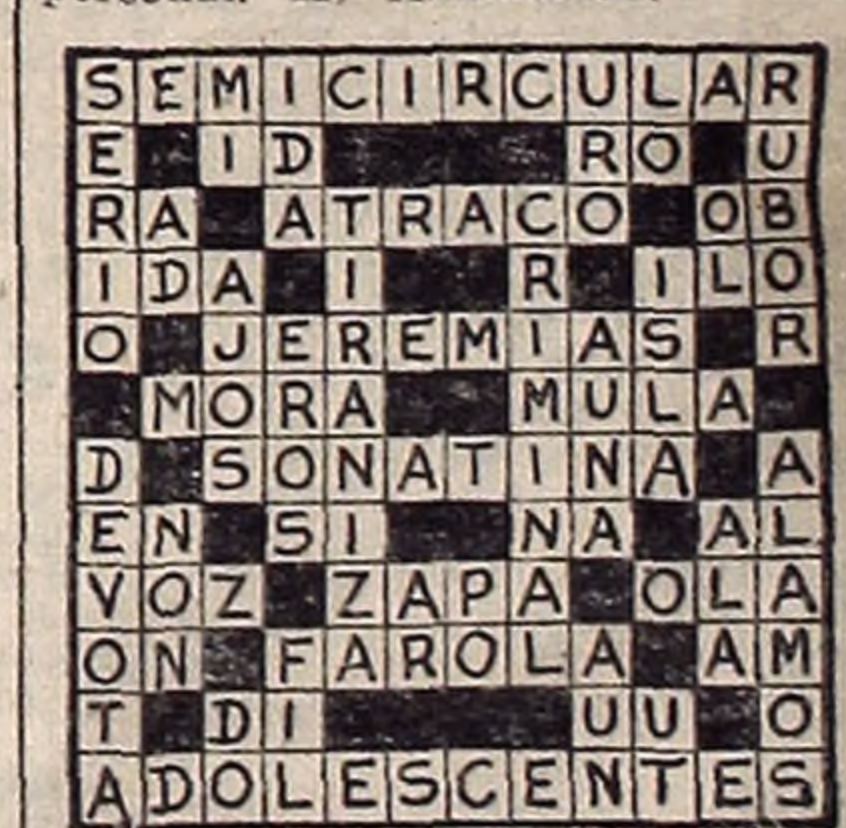 SEMICIRCULAR
E ID RO U
RA ATRACO OB
IDA I R ILO
O JEREMIAS R
MORA MULA
D SONATINA A
EN SI NA AL
VOZ ZAPA OLA
ON FAROLA AM
T DI UU O
ADOLESCENTES